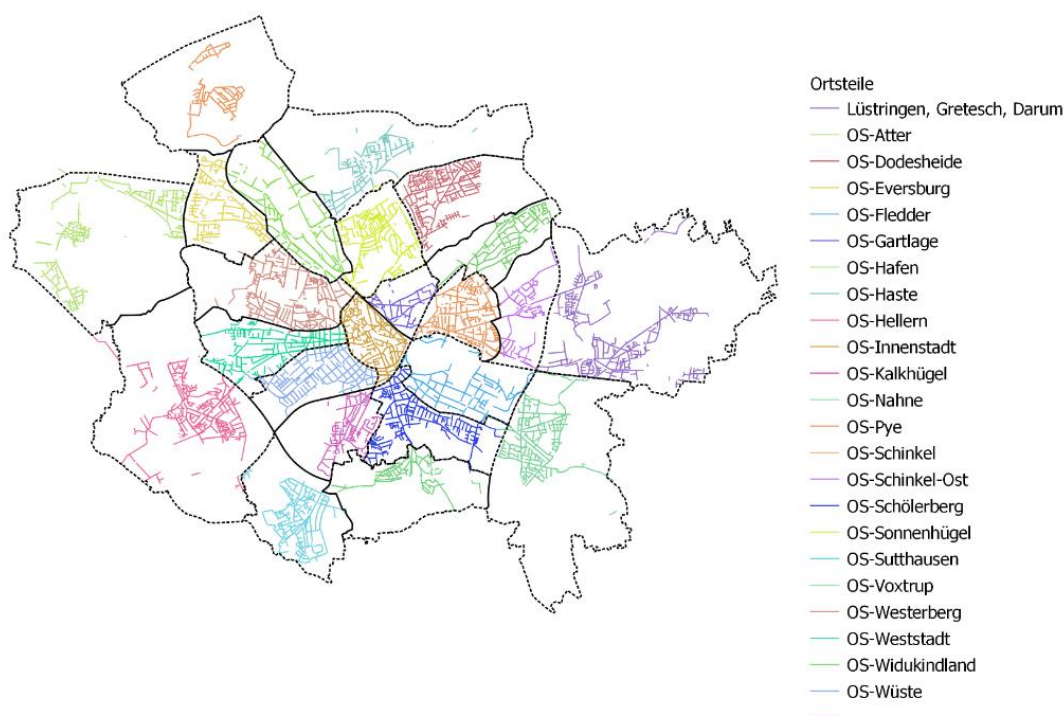 Ortsteile
Lüstringen, Gretesch, Darum
OS-Atter
OS-Dodesheide
OS-Eversburg
OS-Fledder
OS-Gartlage
OS-Hafen
OS-Haste
OS-Hellern
OS-Innenstadt
OS-Kalkhügel
OS-Nahne
OS-Pye
OS-Schinkel
OS-Schinkel-Ost
OS-Schölerberg
OS-Sonnenhügel
OS-Sutthausen
OS-Voxtrup
OS-Westerberg
OS-Weststadt
OS-Widukindland
OS-Wüste